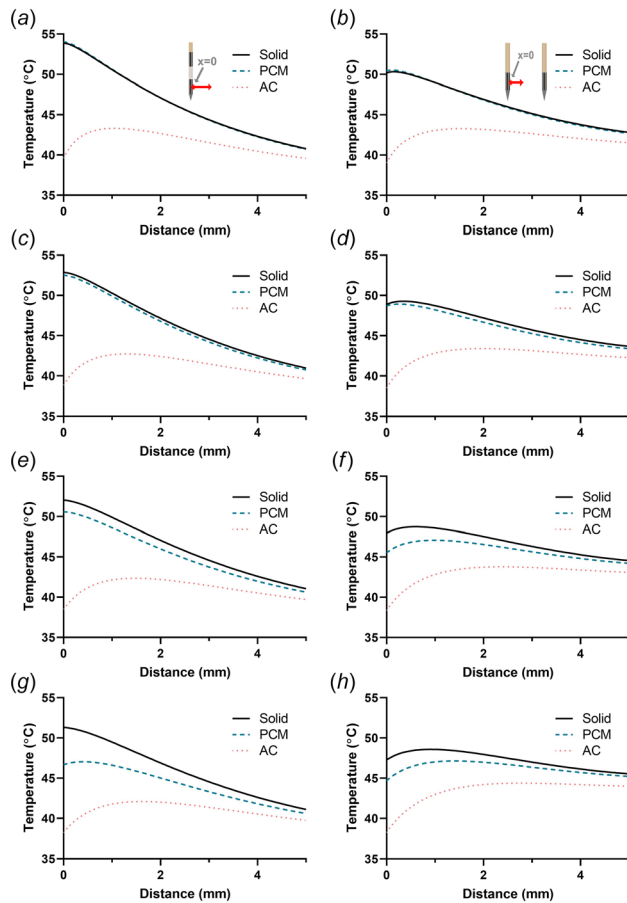 (a)
55
50
45
40
35
Temperature (°C)
0
2
4
Distance (mm)
x=0
Solid
PCM
AC
(b)
55
50
45
40
35
Temperature (°C)
0
2
4
Distance (mm)
x=0
Solid
PCM
AC
(c)
55
50
45
40
35
Temperature (°C)
0
2
4
Distance (mm)
Solid
PCM
AC
(d)
55
50
45
40
35
Temperature (°C)
0
2
4
Distance (mm)
Solid
PCM
AC
(e)
55
50
45
40
35
Temperature (°C)
0
2
4
Distance (mm)
Solid
PCM
AC
(f)
55
50
45
40
35
Temperature (°C)
0
2
4
Distance (mm)
Solid
PCM
AC
(g)
55
50
45
40
35
Temperature (°C)
0
2
4
Distance (mm)
Solid
PCM
AC
(h)
55
50
45
40
35
Temperature (°C)
0
2
4
Distance (mm)
Solid
PCM
AC